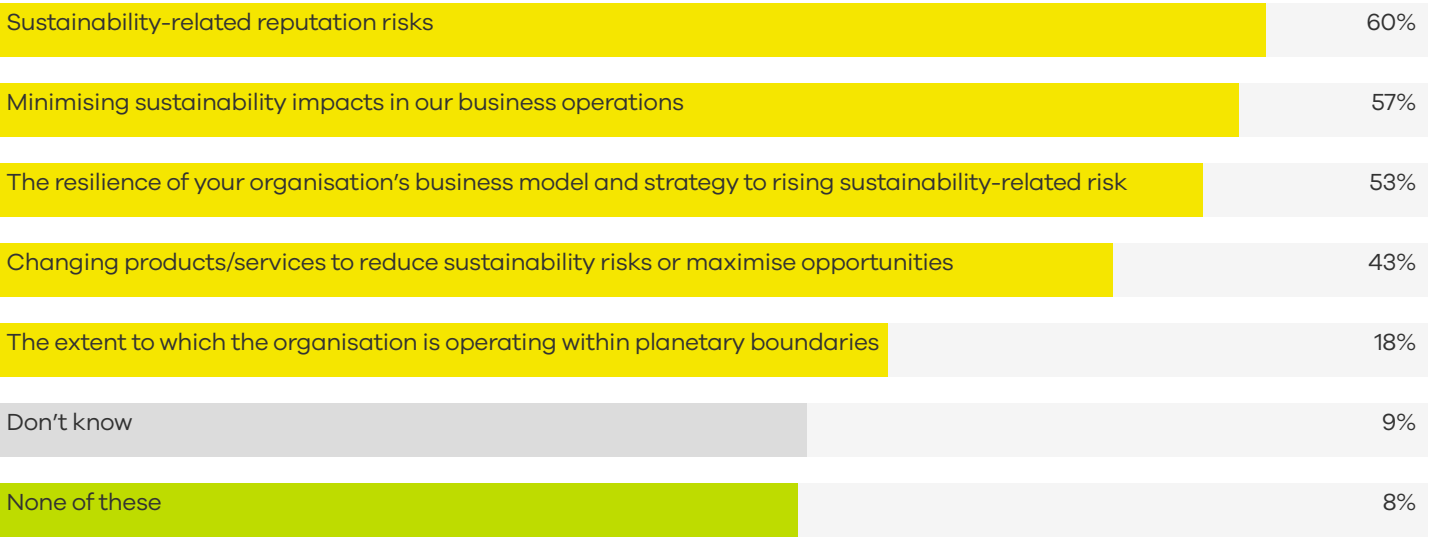 Sustainability-related reputation risks 60%
Minimising sustainability impacts in our business operations 57%
The resilience of your organisation’s business model and strategy to rising sustainability-related risk 53%
Changing products/services to reduce sustainability risks or maximise opportunities 43%
The extent to which the organisation is operating within planetary boundaries 18%
Don’t know 9%
None of these 8%